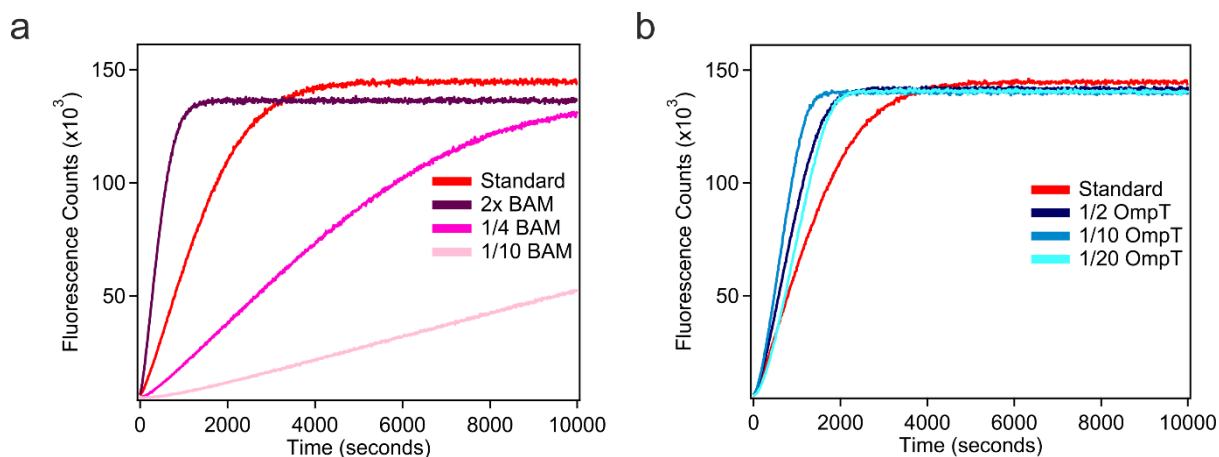 a
150
100
50
0
2000
4000
6000
8000
10000
Fluorescence Counts (x10³)
Time (seconds)
Standard
2x BAM
1/4 BAM
1/10 BAM
b
150
100
50
0
2000
4000
6000
8000
10000
Fluorescence Counts (x10³)
Time (seconds)
Standard
1/2 OmpT
1/10 OmpT
1/20 OmpT